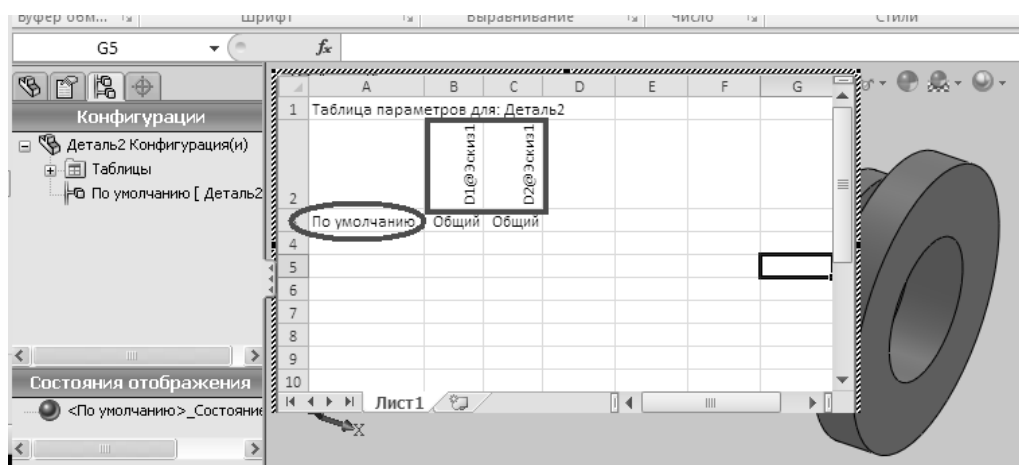 Буфер обм...
Шрифт
Выравнивание
Число
Стили
G5
fx
Конфигурации
Деталь2 Конфигурация(и)
Таблицы
По умолчанию [ Деталь2
Состояния отображения
<По умолчанию>_Состояние
A B C D E F G
1 Таблица параметров для: Деталь2
2 D1@Эскиз1 D2@Эскиз1
По умолчанию Общий Общий
4
5
6
7
8
9
10
Лист1
X